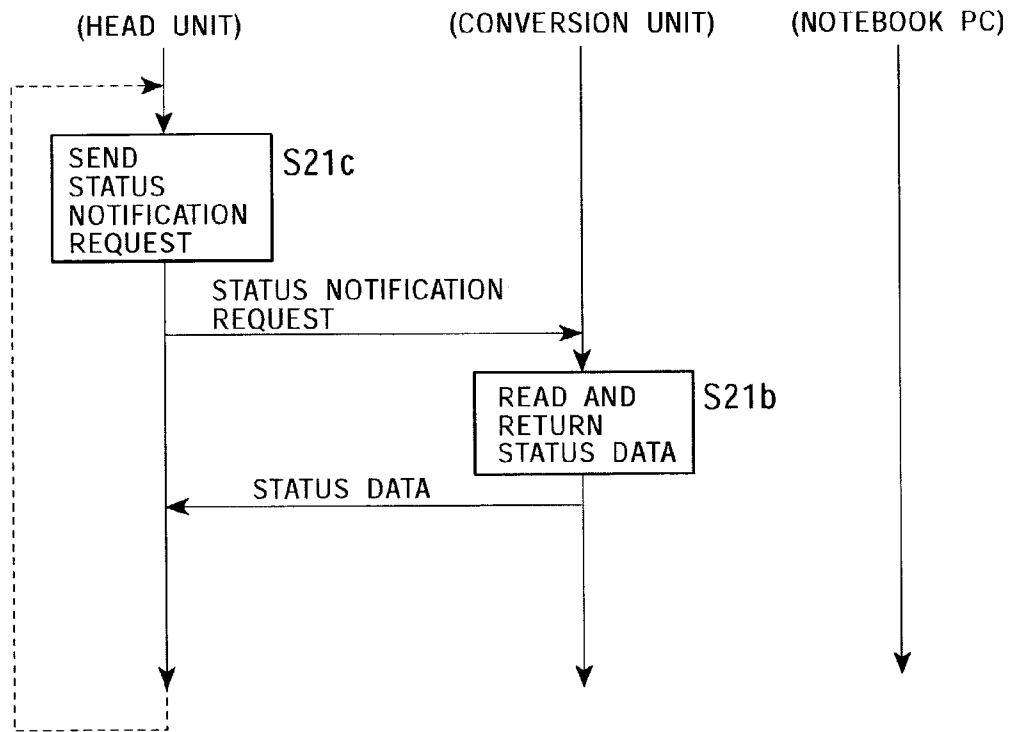 (HEAD UNIT)
(CONVERSION UNIT)
(NOTEBOOK PC)
SEND
STATUS
NOTIFICATION
REQUEST
S21c
STATUS NOTIFICATION
REQUEST
READ AND
RETURN
STATUS DATA
S21b
STATUS DATA